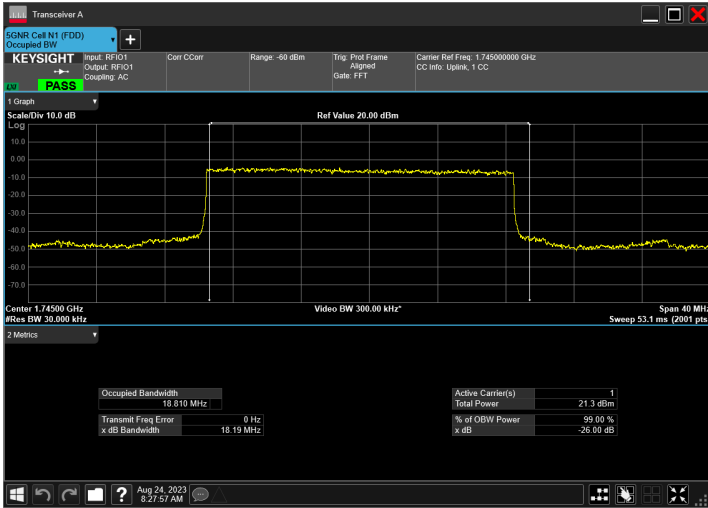 Transceiver A
5GNR Cell N1 (FDD)
Occupied BW
KEYSIGHT
LXI
PASS
Input: RFIO1
Output: RFIO1
Coupling: AC
Corr CCorr
Range: -60 dBm
Trig: Prot Frame
Aligned
Gate: FFT
Carrier Ref Freq: 1.745000000 GHz
CC Info: Uplink, 1 CC
1 Graph
Scale/Div 10.0 dB
Ref Value 20.00 dBm
Log
10.0
0.00
-10.0
-20.0
-30.0
-40.0
-50.0
-60.0
-70.0
Center 1.74500 GHz
Video BW 300.00 kHz*
Span 40 MHz
#Res BW 30.000 kHz
Sweep 53.1 ms (2001 pts
2 Metrics
Occupied Bandwidth
18.810 MHz
Transmit Freq Error 0 Hz
x dB Bandwidth 18.19 MHz
Active Carrier(s) 1
Total Power 21.3 dBm
% of OBW Power 99.00 %
x dB -26.00 dB
?
Aug 24, 2023
8:27:57 AM